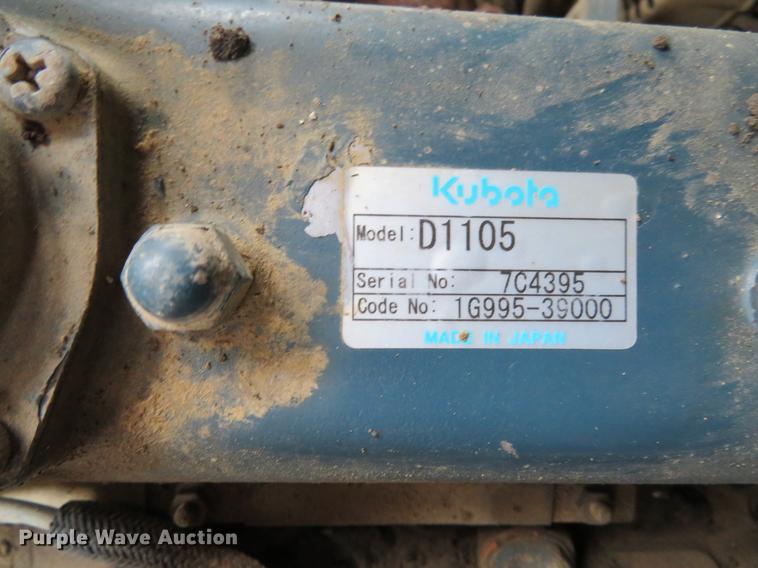 Kubota
Model: D1105
Serial No: 7C4395
Code No: 1G995-39000
MADE IN JAPAN
Purple Wave Auction